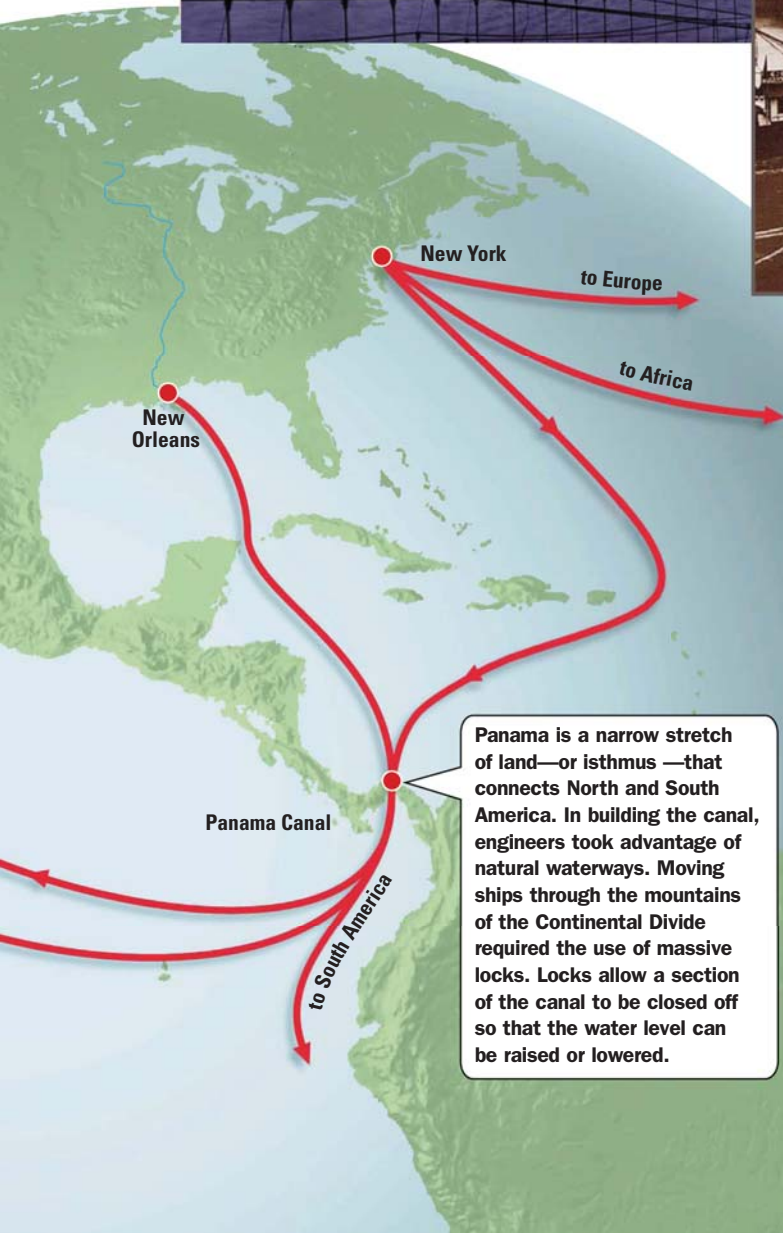 New York
to Europe
to Africa
New
Orleans
Panama Canal
to South America
Panama is a narrow stretch
of land—or isthmus —that
connects North and South
America. In building the canal,
engineers took advantage of
natural waterways. Moving
ships through the mountains
of the Continental Divide
required the use of massive
locks. Locks allow a section
of the canal to be closed off
so that the water level can
be raised or lowered.